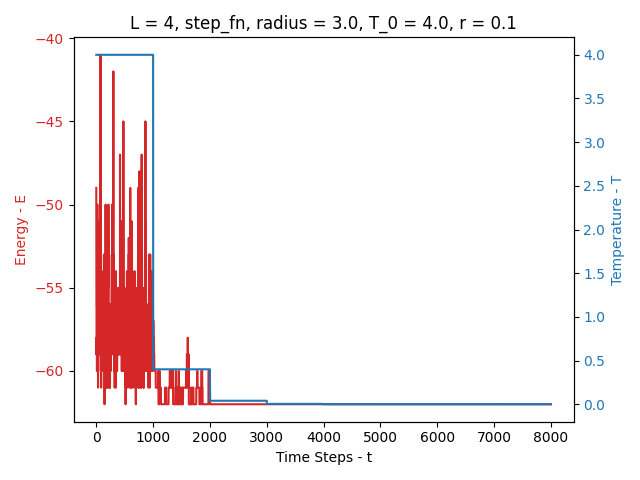 L = 4, step_fn, radius = 3.0, T_0 = 4.0, r = 0.1
−40
−45
−50
−55
−60
Energy - E
4.0
3.5
3.0
2.5
2.0
1.5
1.0
0.5
0.0
Temperature - T
0 1000 2000 3000 4000 5000 6000 7000 8000
Time Steps - t